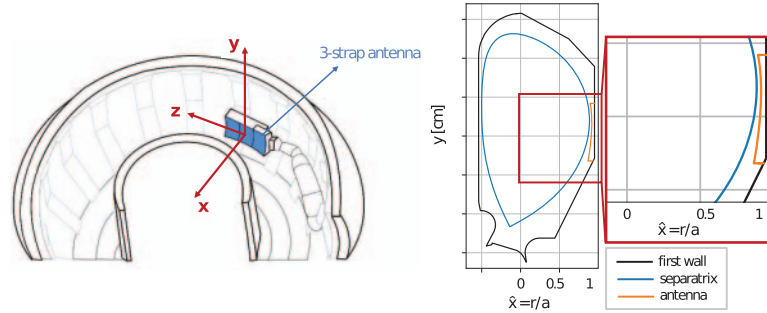 y
3-strap antenna
z
x
y [cm]
0
0.5
1
x̂=r/a
0
0.5
1
x̂=r/a
first wall
separatrix
antenna